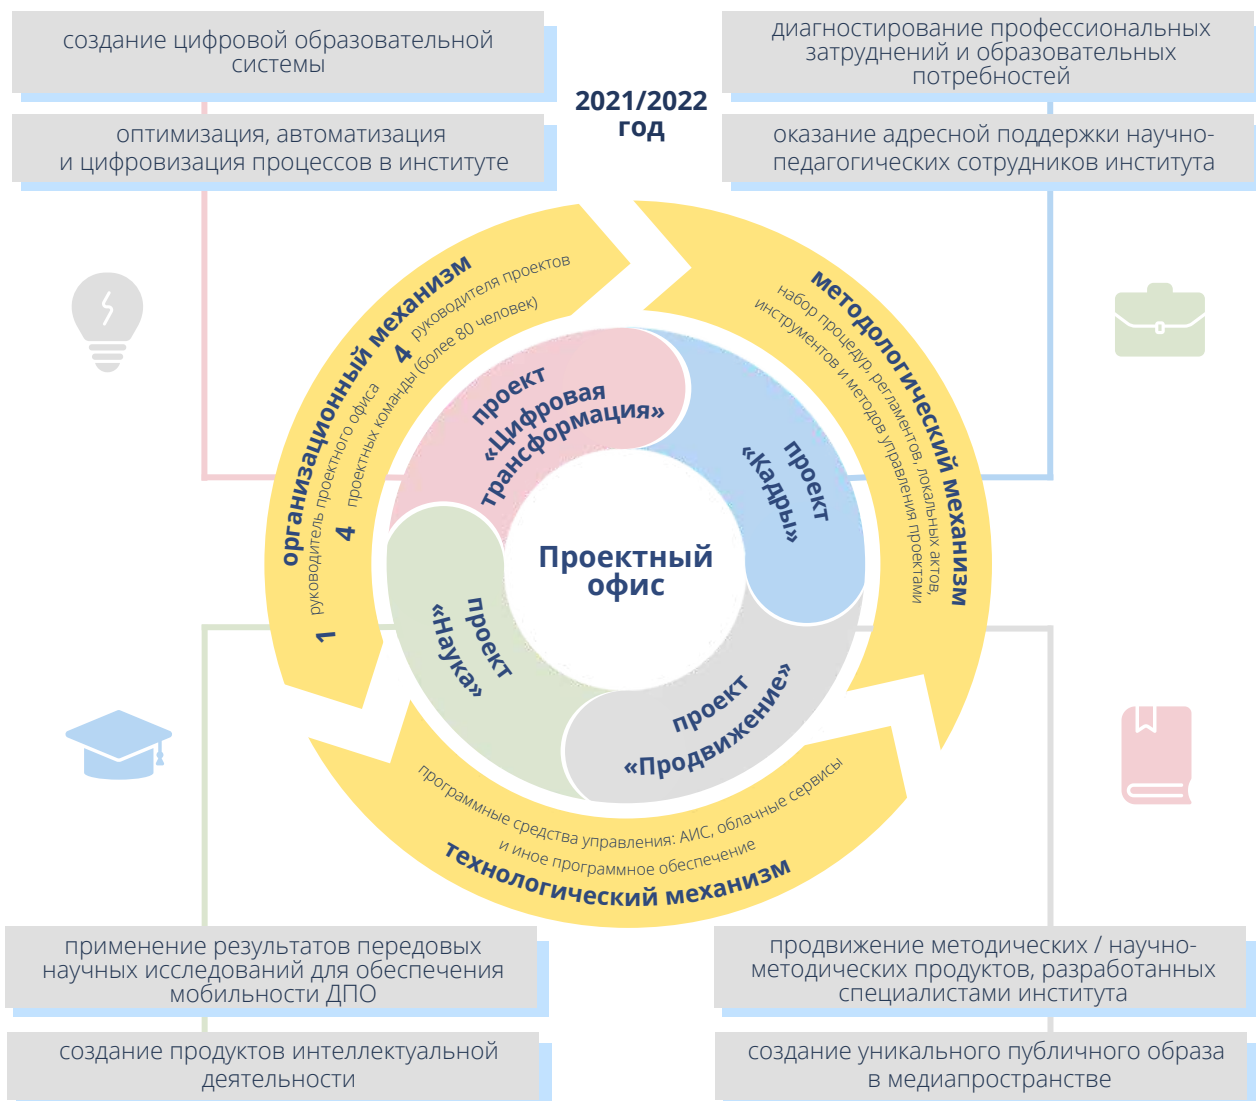 создание цифровой образовательной
системы
оптимизация, автоматизация
и цифровизация процессов в институте
2021/2022
год
диагностирование профессиональных
затруднений и образовательных
потребностей
оказание адресной поддержки научно-
педагогических сотрудников института
организационный механизм
1 руководитель проектного офиса 4 руководителя проектов
4 проектных команды (более 80 человек)
методологический механизм
набор процедур, регламентов, локальных актов,
инструментов и методов управления проектами
проект
«Цифровая
трансформация»
проект
«Кадры»
Проектный
офис
проект
«Наука»
проект
«Продвижение»
программные средства управления: АИС, облачные сервисы
и иное программное обеспечение
технологический механизм
применение результатов передовых
научных исследований для обеспечения
мобильности ДПО
создание продуктов интеллектуальной
деятельности
продвижение методических / научно-
методических продуктов, разработанных
специалистами института
создание уникального публичного образа
в медиапространстве